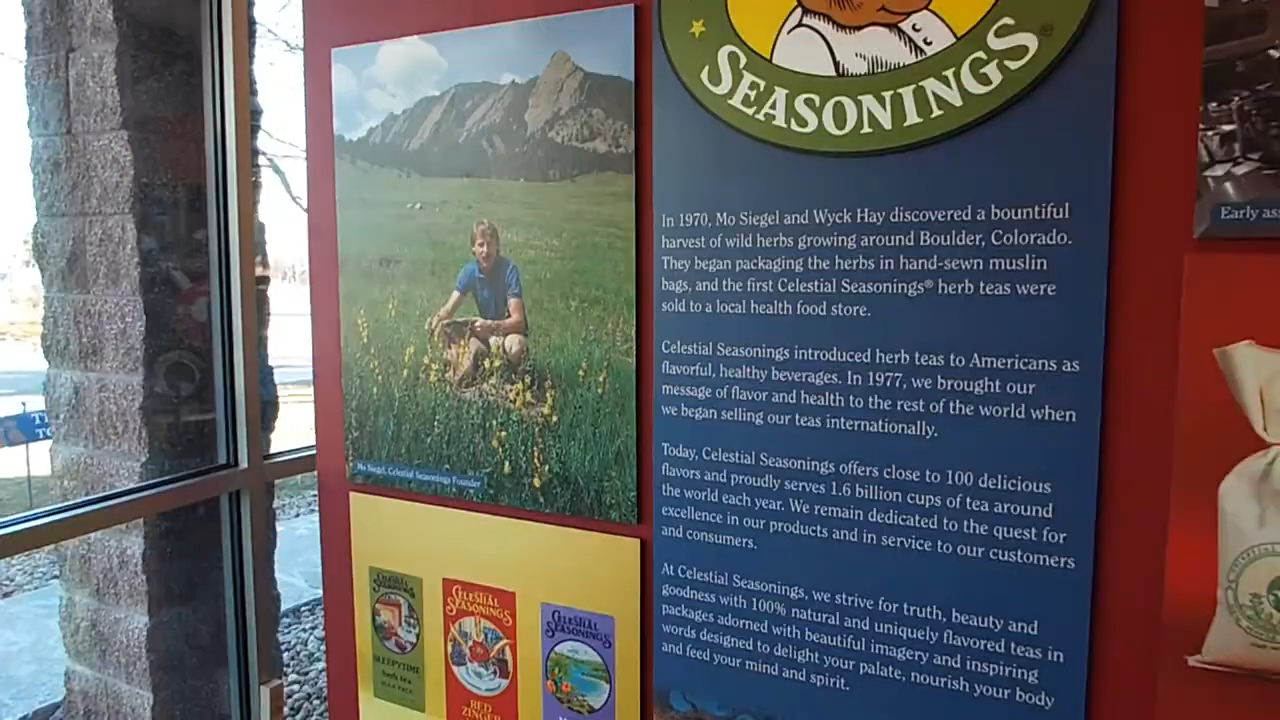 SEASONINGS®
In 1970, Mo Siegel and Wyck Hay discovered a bountiful
harvest of wild herbs growing around Boulder, Colorado.
They began packaging the herbs in hand-sewn muslin
bags, and the first Celestial Seasonings® herb teas were
sold to a local health food store.
Celestial Seasonings introduced herb teas to Americans as
flavorful, healthy beverages. In 1977, we brought our
message of flavor and health to the rest of the world when
we began selling our teas internationally.
Today, Celestial Seasonings offers close to 100 delicious
flavors and proudly serves 1.6 billion cups of tea around
the world each year. We remain dedicated to the quest for
excellence in our products and in service to our customers
and consumers.
At Celestial Seasonings, we strive for truth, beauty and
goodness with 100% natural and uniquely flavored teas in
packages adorned with beautiful imagery and inspiring
words designed to delight your palate, nourish your body
and feed your mind and spirit.
Mo Siegel, Celestial Seasonings Founder
CELESTIAL
SEASONINGS
SLEEPYTIME
herb tea
CELESTIAL
SEASONINGS
RED
ZINGER
CELESTIAL
SEASONINGS
Early as